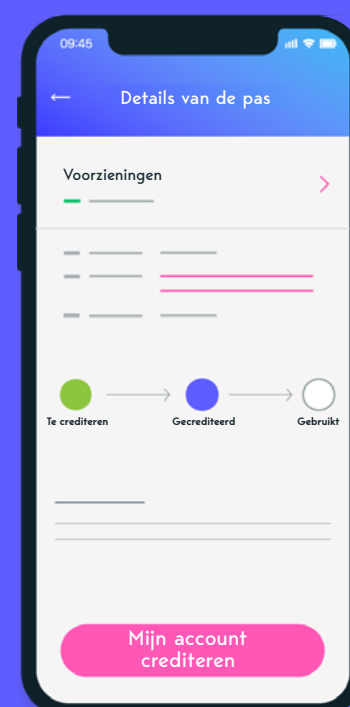 09:45
Details van de pas
Voorzieningen
Te crediteren
Gecrediteerd
Gebruikt
Mijn account
crediteren